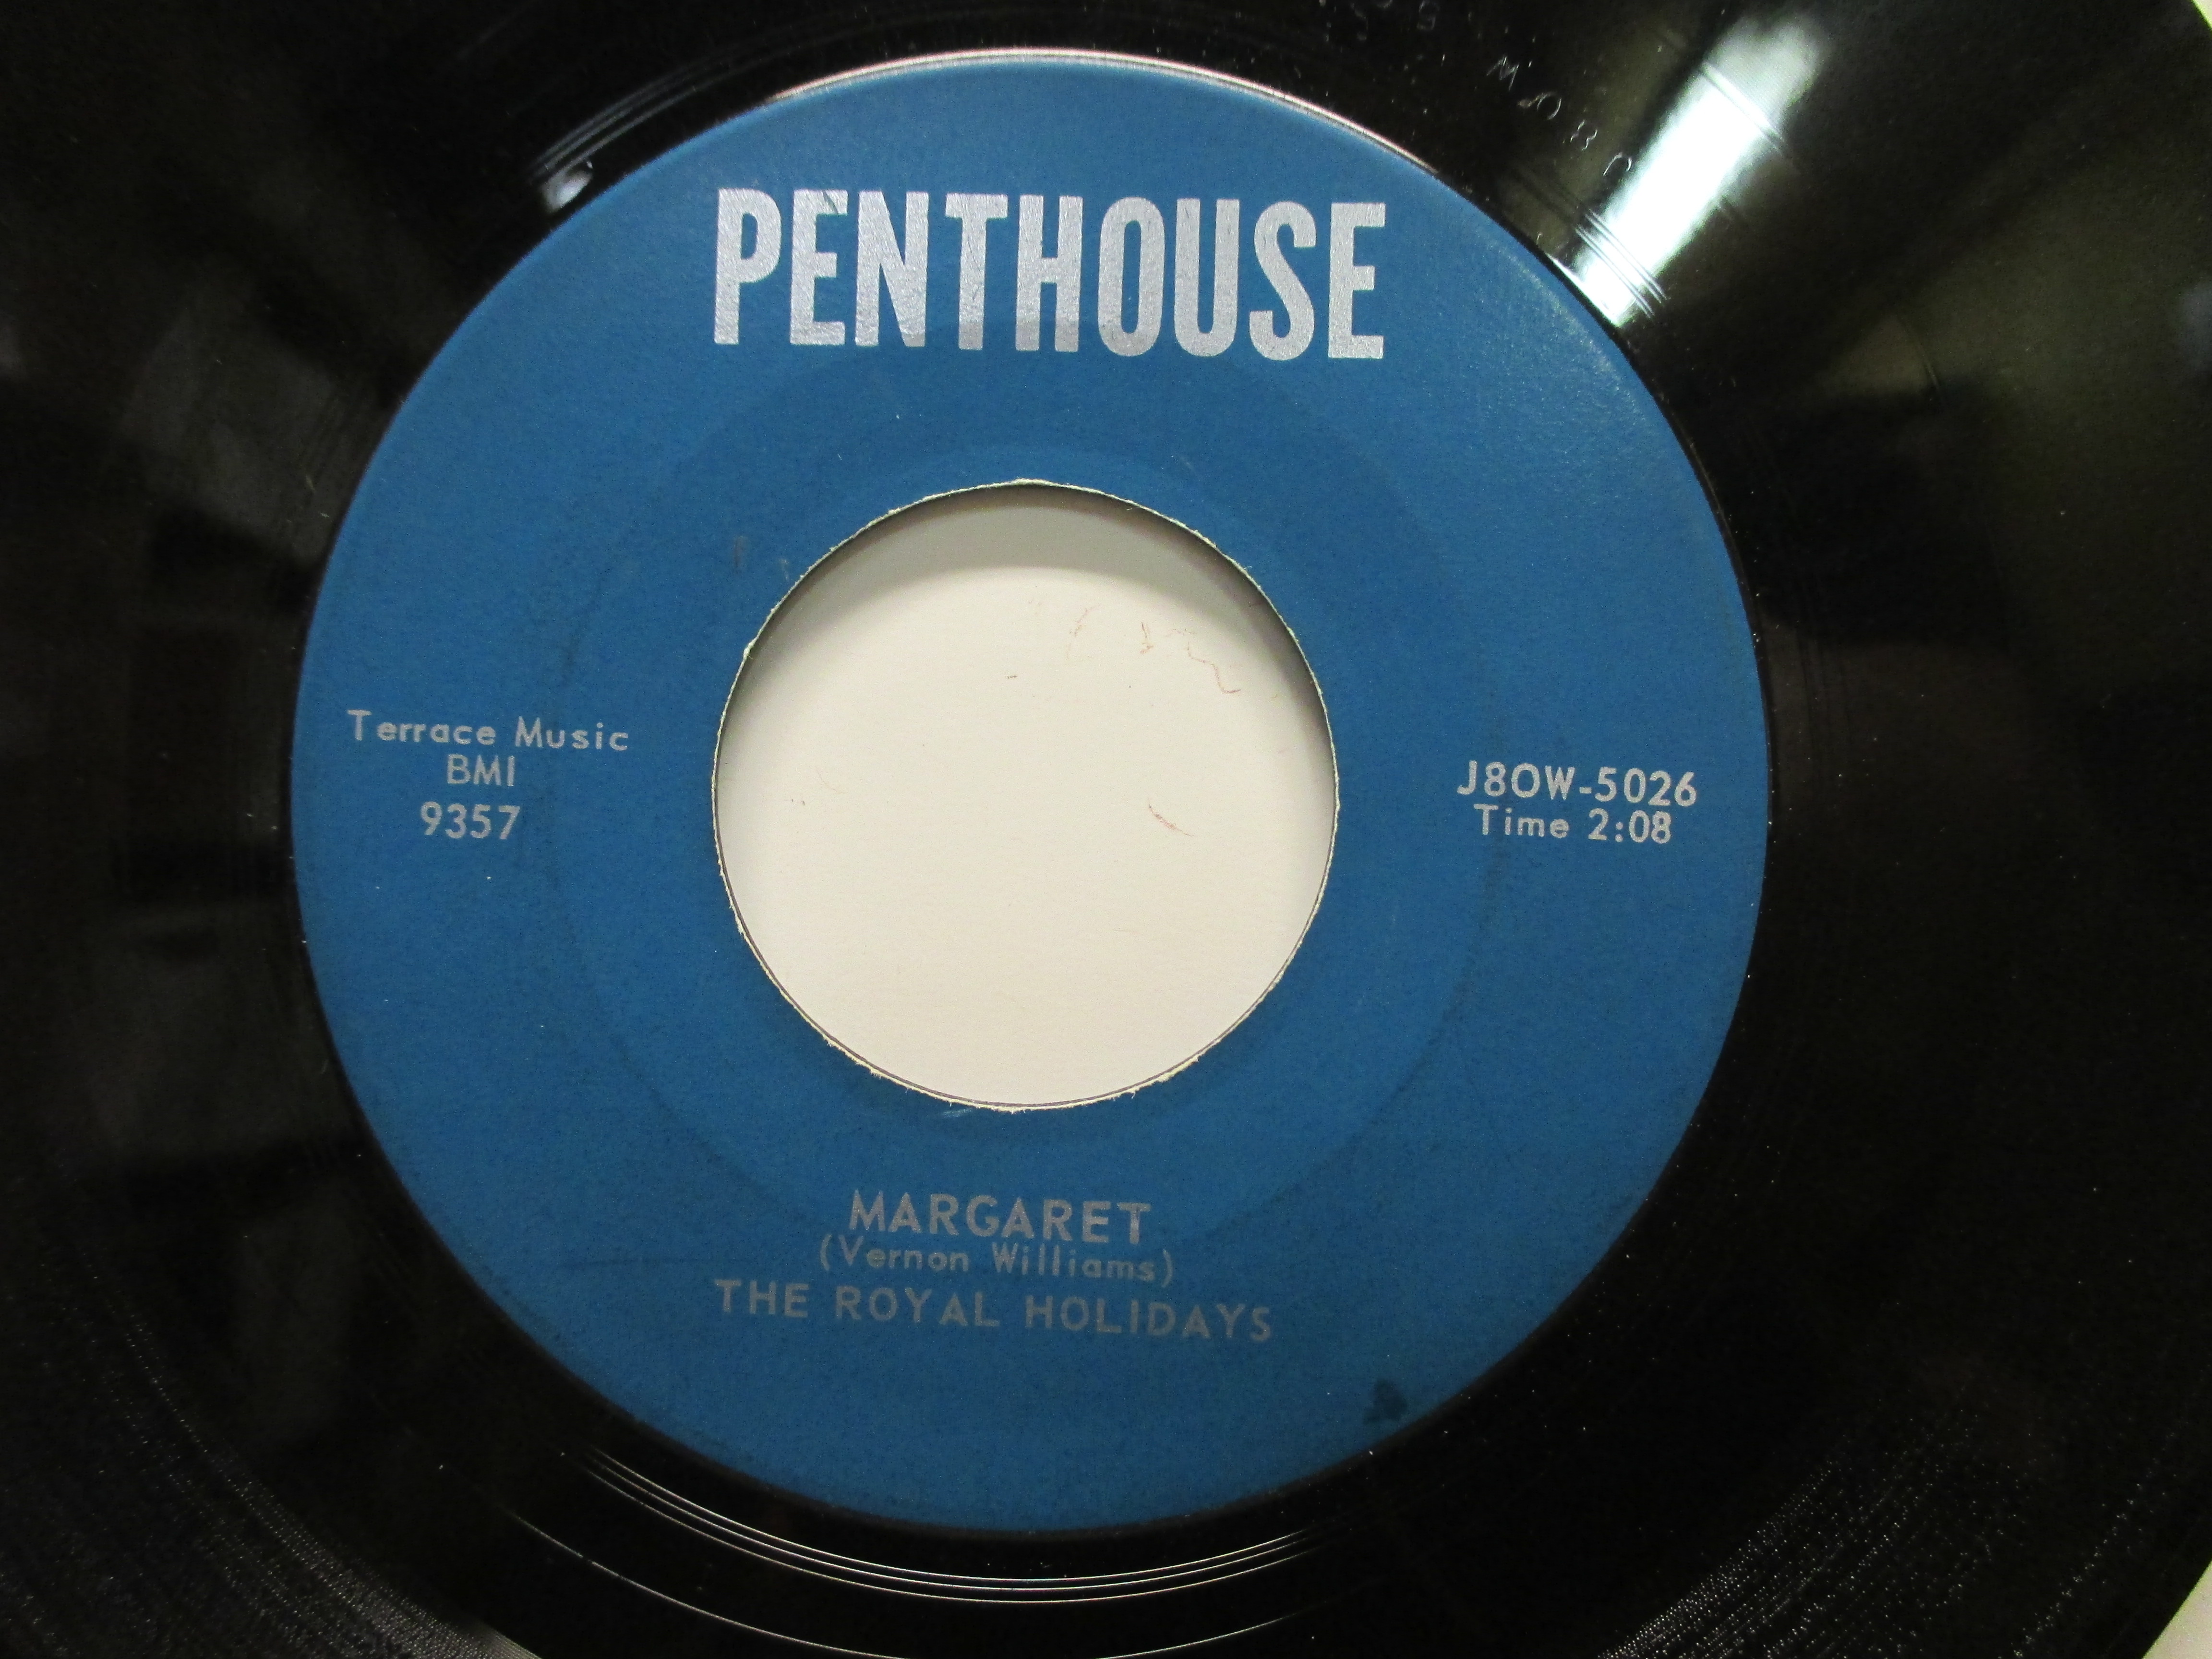 PENTHOUSE
Terrace Music
BMI
9357
J8OW-5026
Time 2:08
MARGARET
(Vernon Williams)
THE ROYAL HOLIDAYS